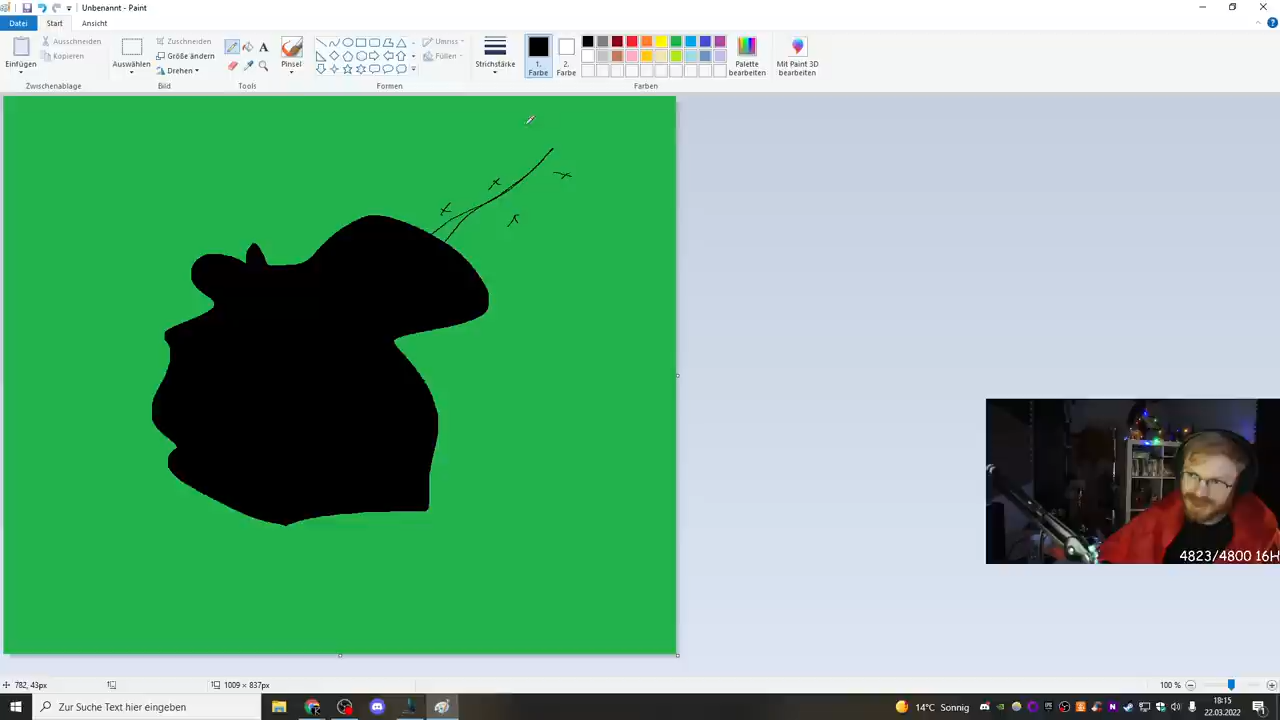 Unbenannt - Paint
Datei Start Ansicht
Einfügen
Ausschneiden
Kopieren
Zwischenablage
Auswählen
Zuschneiden
Größe ändern
Drehen
Bild
A
Tools
Pinsel
Umriss
Füllen
Formen
Strichstärke
1.
Farbe
2.
Farbe
Farben
Palette
bearbeiten
Mit Paint 3D
bearbeiten
4823/4800 16H
782, 43px
1009 × 837px
100 %
Zur Suche Text hier eingeben
14°C Sonnig
18:15
22.03.2022